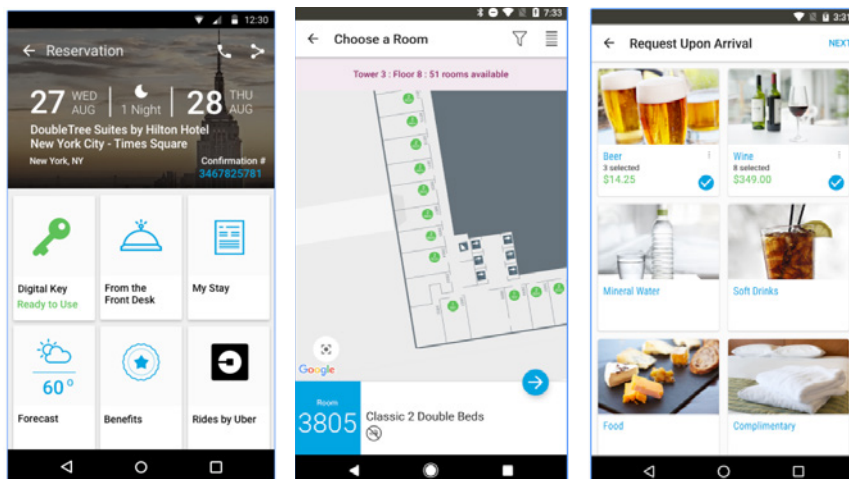 12:30
Reservation
27 WED AUG
1 Night
28 THU AUG
DoubleTree Suites by Hilton Hotel
New York City - Times Square
New York, NY
Confirmation #
3467825781
Digital Key
Ready to Use
From the
Front Desk
My Stay
60°
Forecast
Benefits
Rides by Uber
7:33
Choose a Room
Tower 3 : Floor 8 : 51 rooms available
Google
Room
3805
Classic 2 Double Beds
3:31
Request Upon Arrival
NEXT
Beer
3 selected
$14.25
Wine
8 selected
$349.00
Mineral Water
Soft Drinks
Food
Complimentary